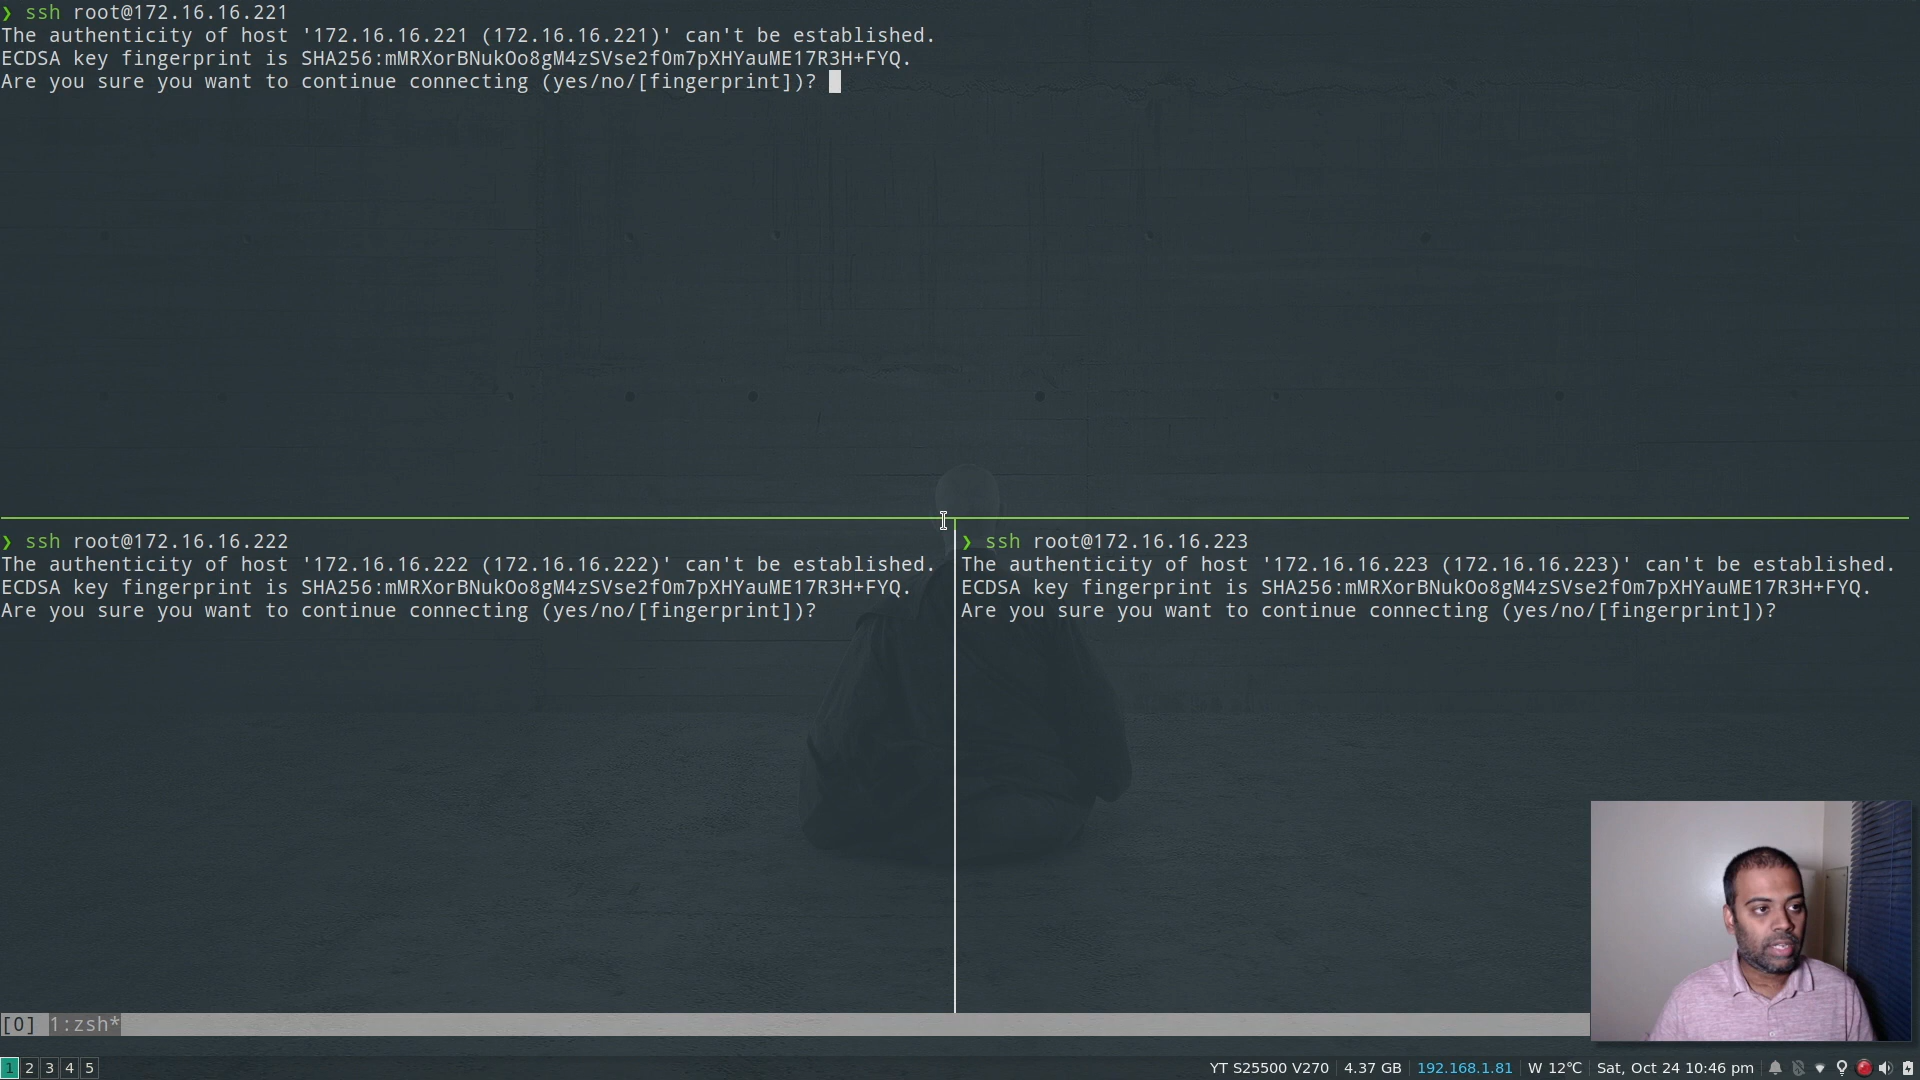 ❯ ssh root@172.16.16.221
The authenticity of host '172.16.16.221 (172.16.16.221)' can't be established.
ECDSA key fingerprint is SHA256:mMRXorBNukOo8gM4zSVse2f0m7pXHYauME17R3H+FYQ.
Are you sure you want to continue connecting (yes/no/[fingerprint])?
❯ ssh root@172.16.16.222
The authenticity of host '172.16.16.222 (172.16.16.222)' can't be established.
ECDSA key fingerprint is SHA256:mMRXorBNukOo8gM4zSVse2f0m7pXHYauME17R3H+FYQ.
Are you sure you want to continue connecting (yes/no/[fingerprint])?
❯ ssh root@172.16.16.223
The authenticity of host '172.16.16.223 (172.16.16.223)' can't be established.
ECDSA key fingerprint is SHA256:mMRXorBNukOo8gM4zSVse2f0m7pXHYauME17R3H+FYQ.
Are you sure you want to continue connecting (yes/no/[fingerprint])?
[0] 1:zsh*
1 2 3 4 5 YT S25500 V270 4.37 GB 192.168.1.81 W 12℃ Sat, Oct 24 10:46 pm